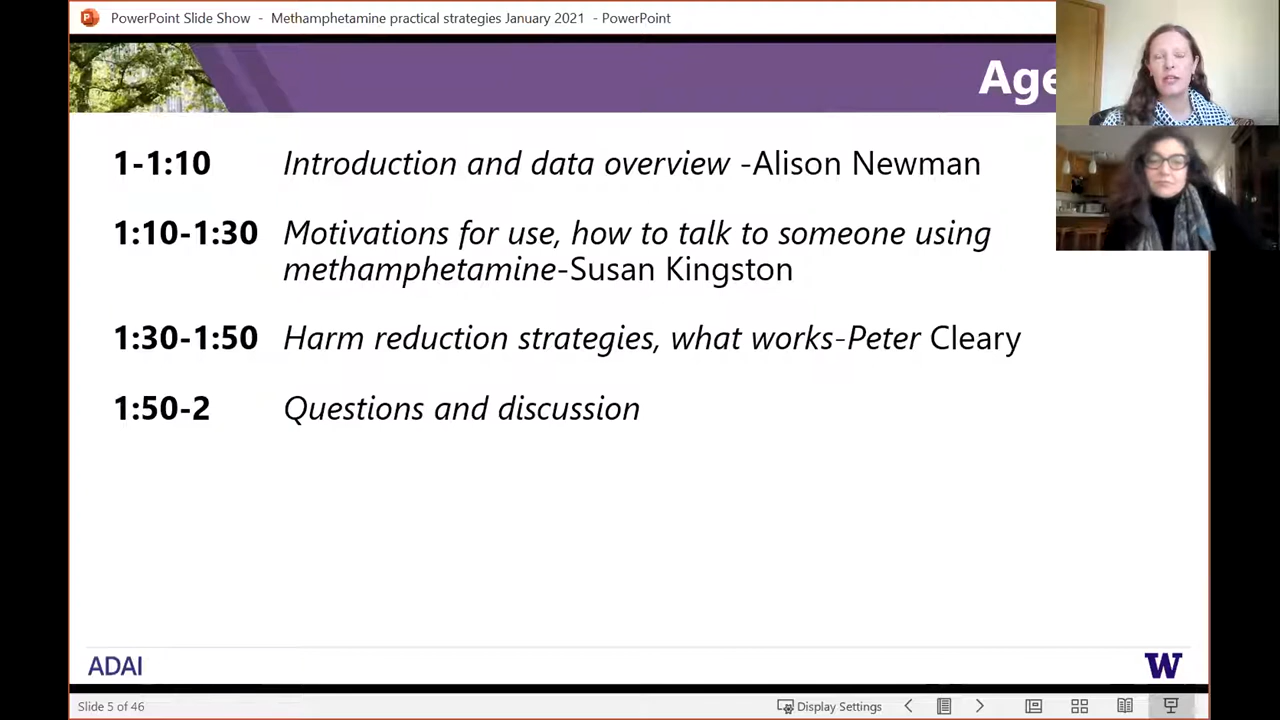 PowerPoint Slide Show - Methamphetamine practical strategies January 2021 - PowerPoint
Age
1-1:10 Introduction and data overview -Alison Newman
1:10-1:30 Motivations for use, how to talk to someone using
methamphetamine-Susan Kingston
1:30-1:50 Harm reduction strategies, what works-Peter Cleary
1:50-2 Questions and discussion
ADAI
W
Slide 5 of 46
Display Settings